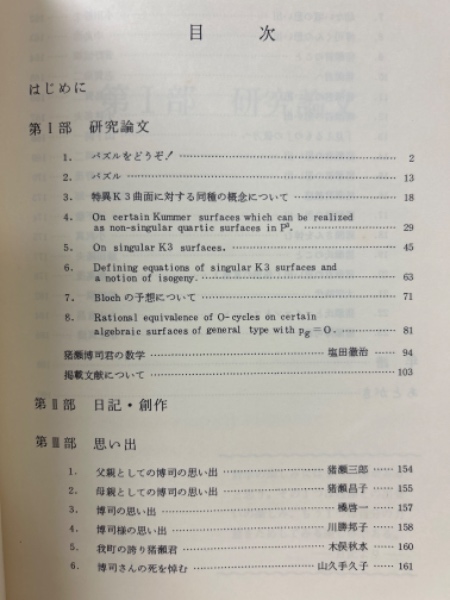 目 次
はじめに
第Ⅰ部 研究論文
1. パズルをどうぞ! 2
2. パズル 13
3. 特異K3曲面に対する同種の概念について 18
4. On certain Kummer surfaces which can be realized
as non-singular quartic surfaces in P³. 29
5. On singular K3 surfaces. 45
6. Defining equations of singular K3 surfaces and
a notion of isogeny. 63
7. Bloch の予想について 71
8. Rational equivalence of O-cycles on certain
algebraic surfaces of general type with pg=O. 81
猪瀬博司君の数学 塩田徹治 94
掲載文献について 103
第Ⅱ部 日記・創作
第Ⅲ部 思い出
1. 父親としての博司の思い出 猪瀬三郎 154
2. 母親としての博司の思い出 猪瀬昌子 155
3. 博司の思い出 橋啓一 157
4. 博司様の思い出 川勝邦子 158
5. 我町の誇り猪瀬君 木俣秋水 160
6. 博司さんの死を悼む 山久手久子 161